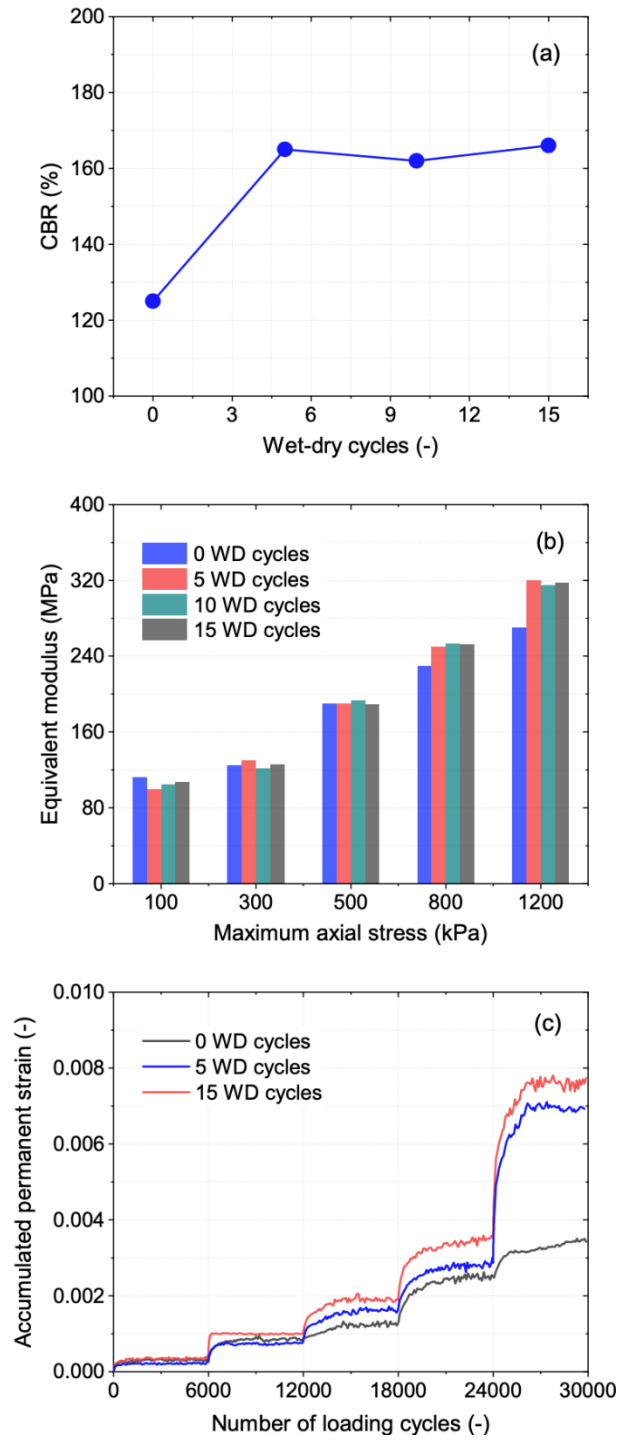 200
(a)
180
160
140
120
100
CBR (%)
0 3 6 9 12 15
Wet-dry cycles (-)
400
(b)
0 WD cycles
5 WD cycles
10 WD cycles
15 WD cycles
320
240
160
80
0
Equivalent modulus (MPa)
100 300 500 800 1200
Maximum axial stress (kPa)
0.010
(c)
0 WD cycles
5 WD cycles
15 WD cycles
0.008
0.006
0.004
0.002
0.000
Accumulated permanent strain (-)
0 6000 12000 18000 24000 30000
Number of loading cycles (-)